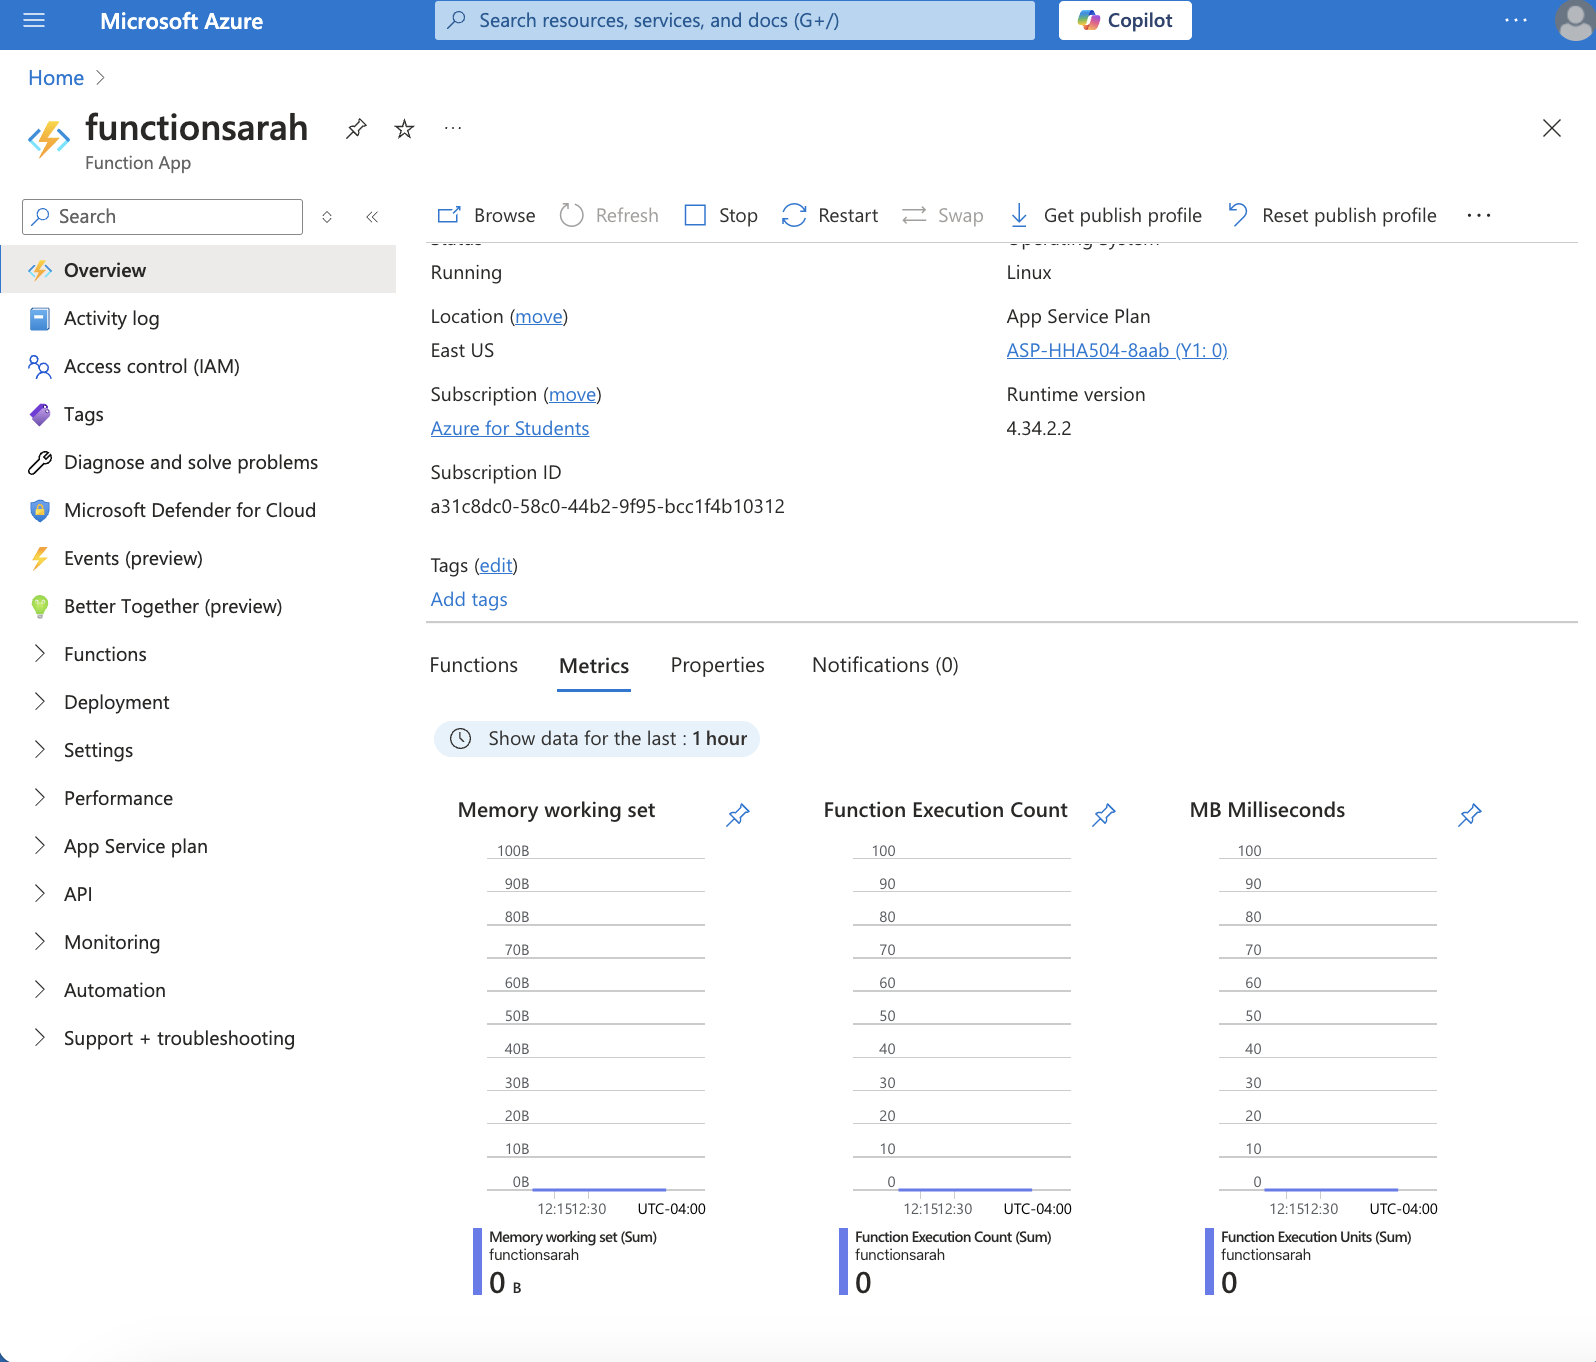 Microsoft Azure
Search resources, services, and docs (G+/)
Copilot
Home
functionsarah
Function App
Search
Browse
Refresh
Stop
Restart
Swap
Get publish profile
Reset publish profile
Overview
Activity log
Access control (IAM)
Tags
Diagnose and solve problems
Microsoft Defender for Cloud
Events (preview)
Better Together (preview)
Functions
Deployment
Settings
Performance
App Service plan
API
Monitoring
Automation
Support + troubleshooting
Status
Running
Location (move)
East US
Subscription (move)
Azure for Students
Subscription ID
a31c8dc0-58c0-44b2-9f95-bcc1f4b10312
Tags (edit)
Add tags
Operating System
Linux
App Service Plan
ASP-HHA504-8aab (Y1: 0)
Runtime version
4.34.2.2
Functions
Metrics
Properties
Notifications (0)
Show data for the last : 1 hour
Memory working set
100B
90B
80B
70B
60B
50B
40B
30B
20B
10B
0B
12:15 12:30 UTC-04:00
Memory working set (Sum)
functionsarah
0 B
Function Execution Count
100
90
80
70
60
50
40
30
20
10
0
12:15 12:30 UTC-04:00
Function Execution Count (Sum)
functionsarah
0
MB Milliseconds
100
90
80
70
60
50
40
30
20
10
0
12:15 12:30 UTC-04:00
Function Execution Units (Sum)
functionsarah
0